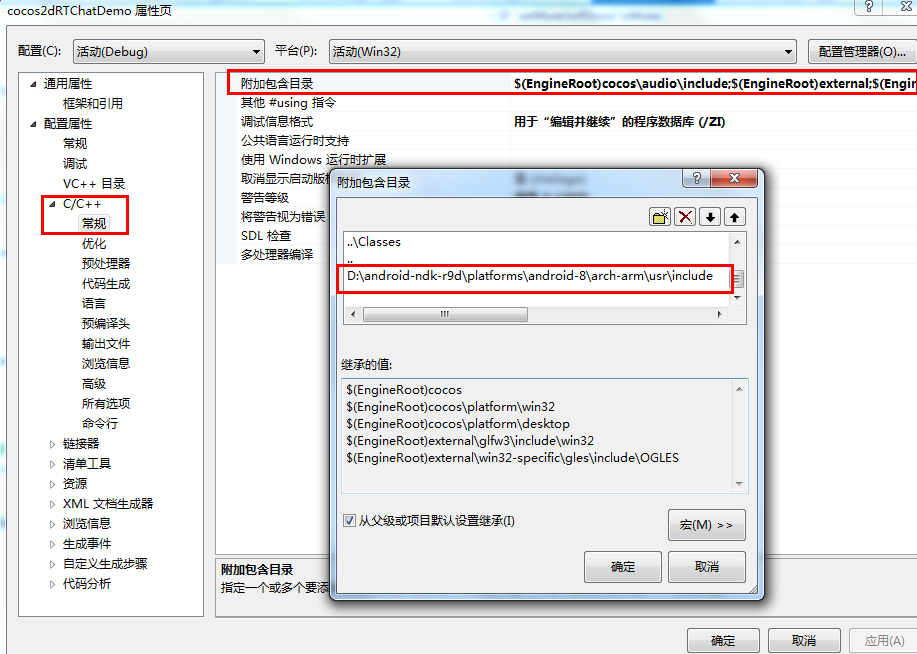 cocos2dRTChatDemo 属性页
配置(C):
活动(Debug)
平台(P):
活动(Win32)
配置管理器(O)...
通用属性
框架和引用
配置属性
常规
调试
VC++ 目录
C/C++
常规
优化
预处理器
代码生成
语言
预编译头
输出文件
浏览信息
高级
所有选项
命令行
链接器
清单工具
资源
XML 文档生成器
浏览信息
生成事件
自定义生成步骤
代码分析
附加包含目录
$(EngineRoot)cocos\audio\include;$(EngineRoot)external;$(Engin
其他 #using 指令
调试信息格式
用于“编辑并继续”的程序数据库 (/ZI)
公共语言运行时支持
使用 Windows 运行时扩展
取消显示启动版
警告等级
将警告视为错误
SDL 检查
多处理器编译
附加包含目录
..\Classes
..
D:\android-ndk-r9d\platforms\android-8\arch-arm\usr\include
继承的值:
$(EngineRoot)cocos
$(EngineRoot)cocos\platform\win32
$(EngineRoot)cocos\platform\desktop
$(EngineRoot)external\glfw3\include\win32
$(EngineRoot)external\win32-specific\gles\include\OGLES
从父级或项目默认设置继承(I)
宏(M) >>
确定
取消
附加包含目录
指定一个或多个要添
确定
取消
应用(A)